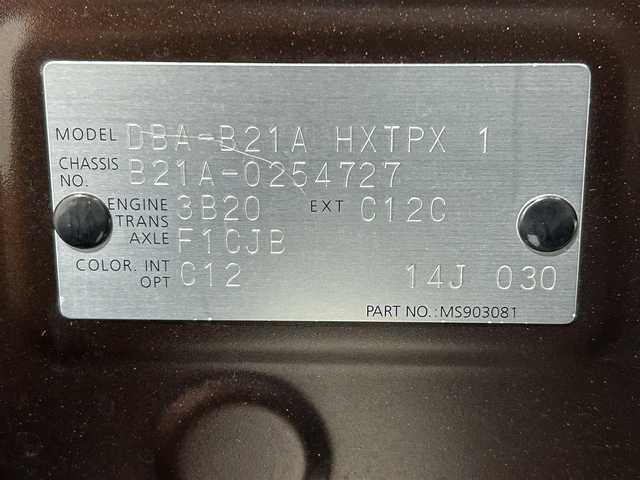 MODEL DBA-B21A HXTPX 1
CHASSIS NO. B21A-0254727
ENGINE 3B20 EXT C12C
TRANS AXLE F1CJB
COLOR. INT OPT C12 14J 030
PART NO.:MS903081